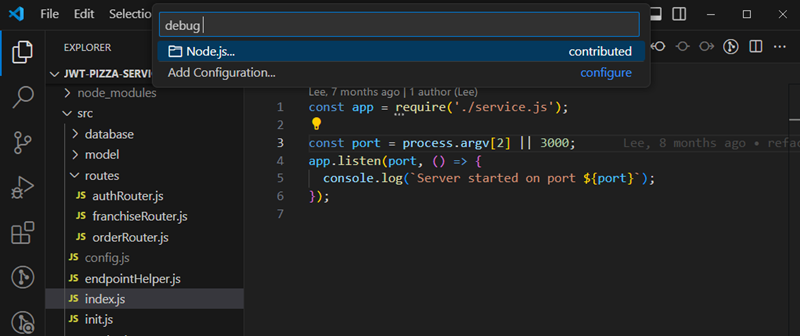 File Edit Selectio
debug
Node.js... contributed
Add Configuration... configure
EXPLORER
JWT-PIZZA-SERV
node_modules
src
database
model
routes
JS authRouter.js
JS franchiseRouter.js
JS orderRouter.js
JS config.js
JS endpointHelper.js
JS index.js
JS init.js
Lee, 7 months ago | 1 author (Lee)
1 const app = require('./service.js');
2
3 const port = process.argv[2] || 3000; Lee, 8 months ago • refac
4 app.listen(port, () => {
5 console.log(`Server started on port ${port}`);
6 });
7